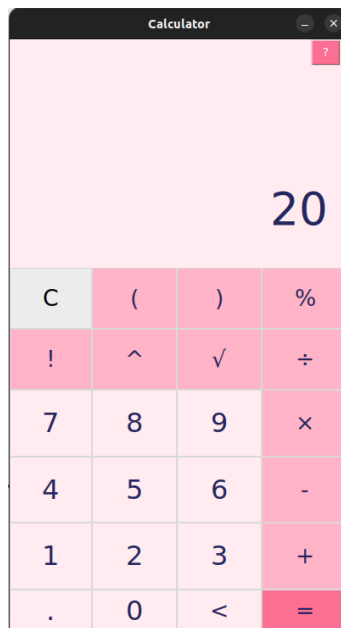 Calculator
?
20
C ( ) %
! ^ √ ÷
7 8 9 ×
4 5 6 -
1 2 3 +
. 0 < =